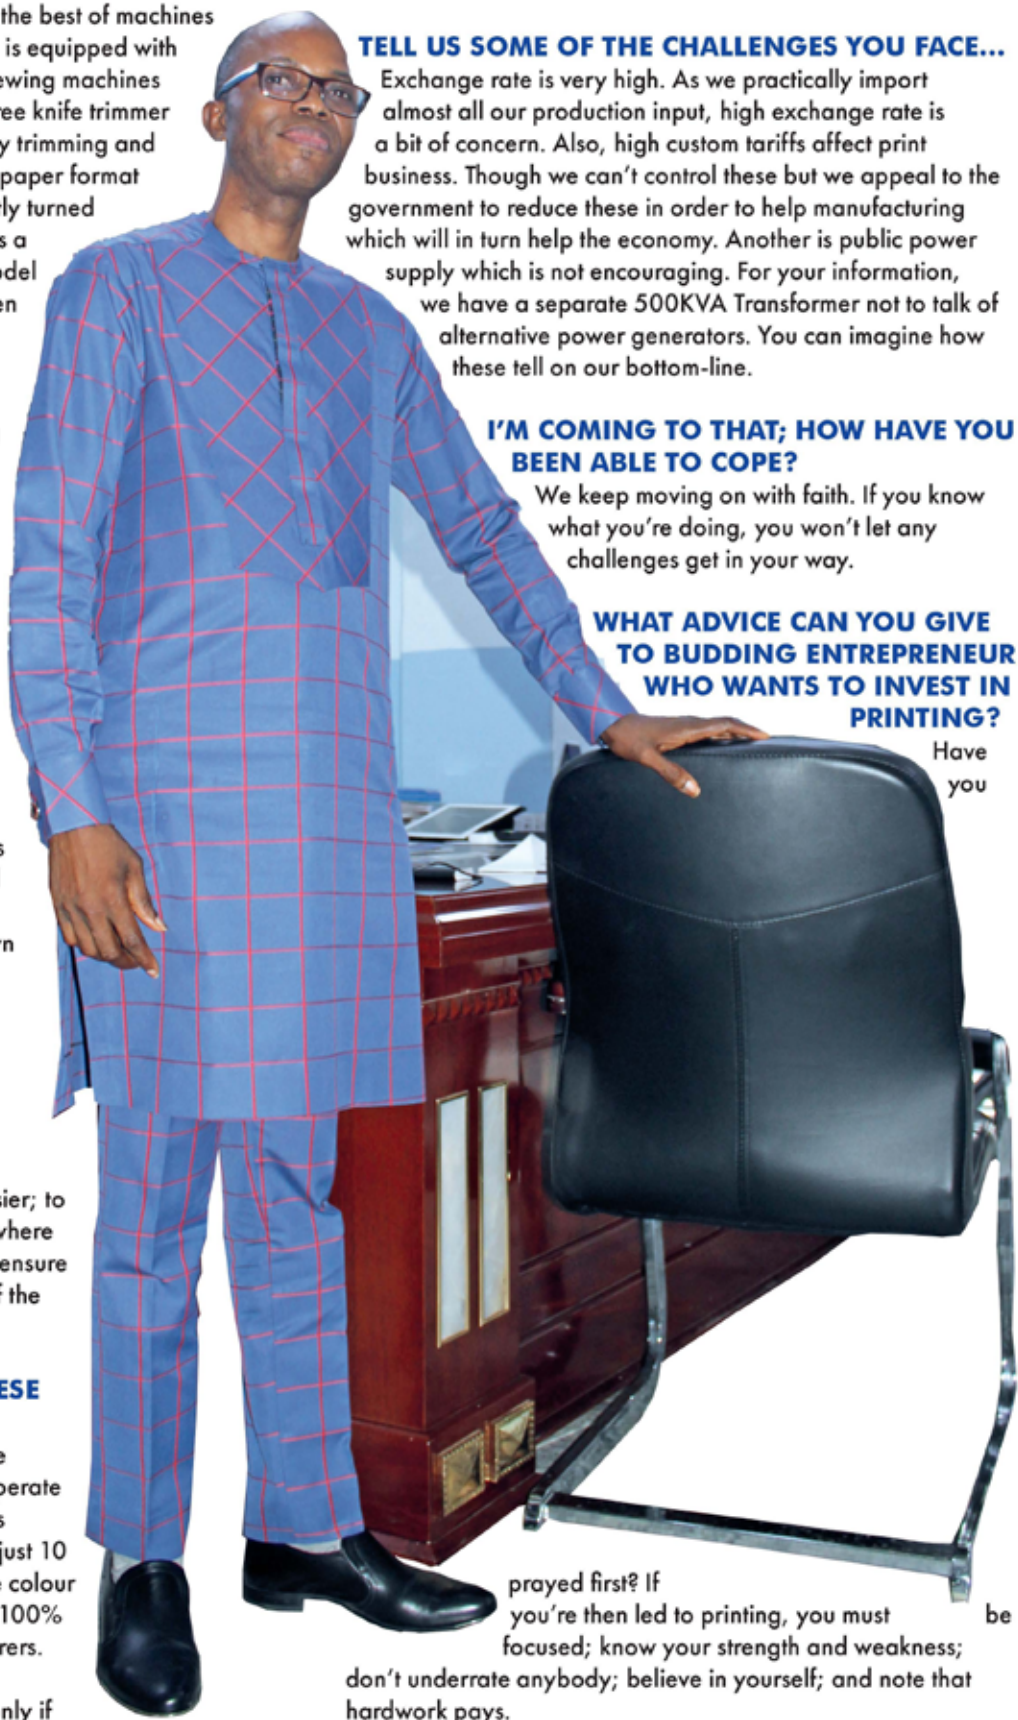 the best of machines
is equipped with
ewing machines
ree knife trimmer
y trimming and
paper format
tly turned
s a
odel
en
s
rn
sier; to
where
ensure
f the
ESE
e
perate
s
just 10
e colour
100%
rers.
nly if
TELL US SOME OF THE CHALLENGES YOU FACE...
Exchange rate is very high. As we practically import
almost all our production input, high exchange rate is
a bit of concern. Also, high custom tariffs affect print
business. Though we can't control these but we appeal to the
government to reduce these in order to help manufacturing
which will in turn help the economy. Another is public power
supply which is not encouraging. For your information,
we have a separate 500KVA Transformer not to talk of
alternative power generators. You can imagine how
these tell on our bottom-line.
I'M COMING TO THAT; HOW HAVE YOU
BEEN ABLE TO COPE?
We keep moving on with faith. If you know
what you're doing, you won't let any
challenges get in your way.
WHAT ADVICE CAN YOU GIVE
TO BUDDING ENTREPRENEUR
WHO WANTS TO INVEST IN
PRINTING?
Have
you
prayed first? If
you're then led to printing, you must be
focused; know your strength and weakness;
don't underrate anybody; believe in yourself; and note that
hardwork pays.